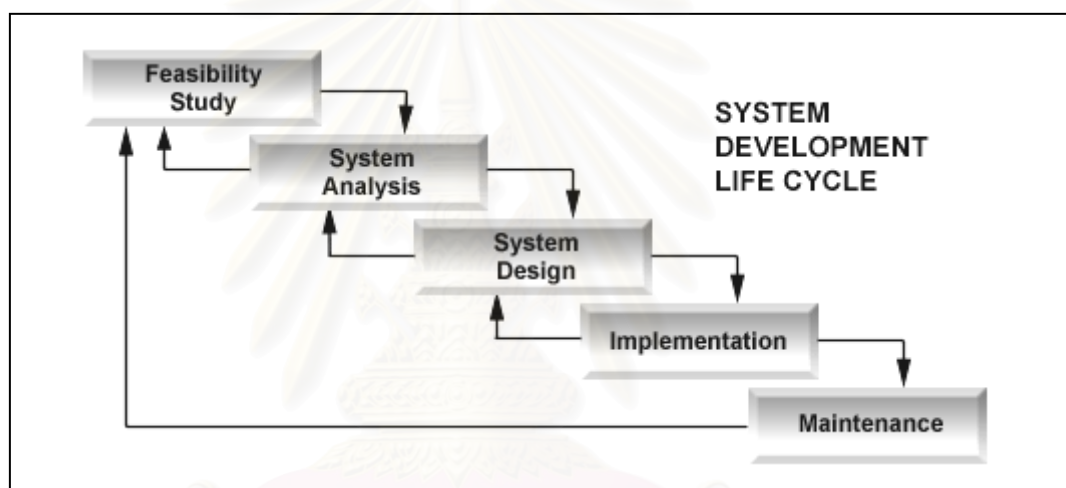 Feasibility
Study
SYSTEM
DEVELOPMENT
LIFE CYCLE
System
Analysis
System
Design
Implementation
Maintenance